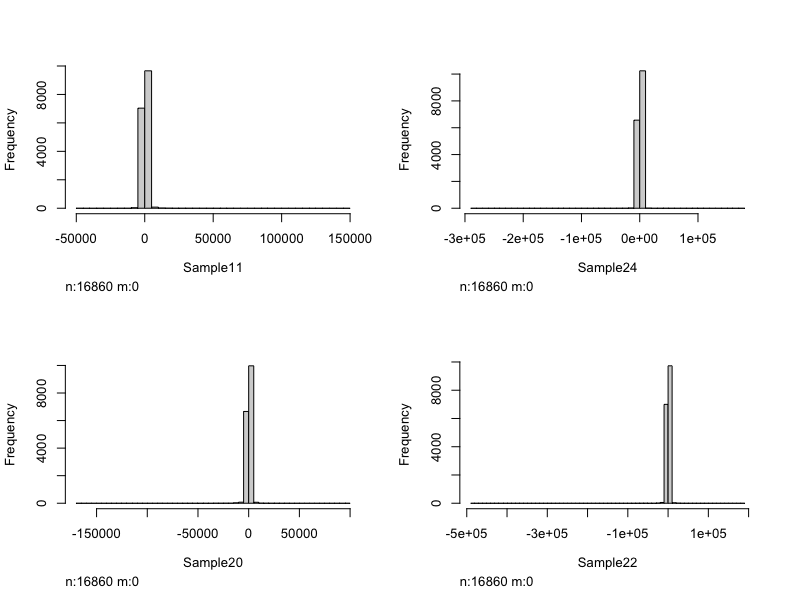 Frequency
8000
4000
0
-50000 0 50000 100000 150000
Sample11
n:16860 m:0
Frequency
8000
4000
0
-3e+05 -2e+05 -1e+05 0e+00 1e+05
Sample24
n:16860 m:0
Frequency
8000
4000
0
-150000 -50000 0 50000
Sample20
n:16860 m:0
Frequency
8000
4000
0
-5e+05 -3e+05 -1e+05 1e+05
Sample22
n:16860 m:0